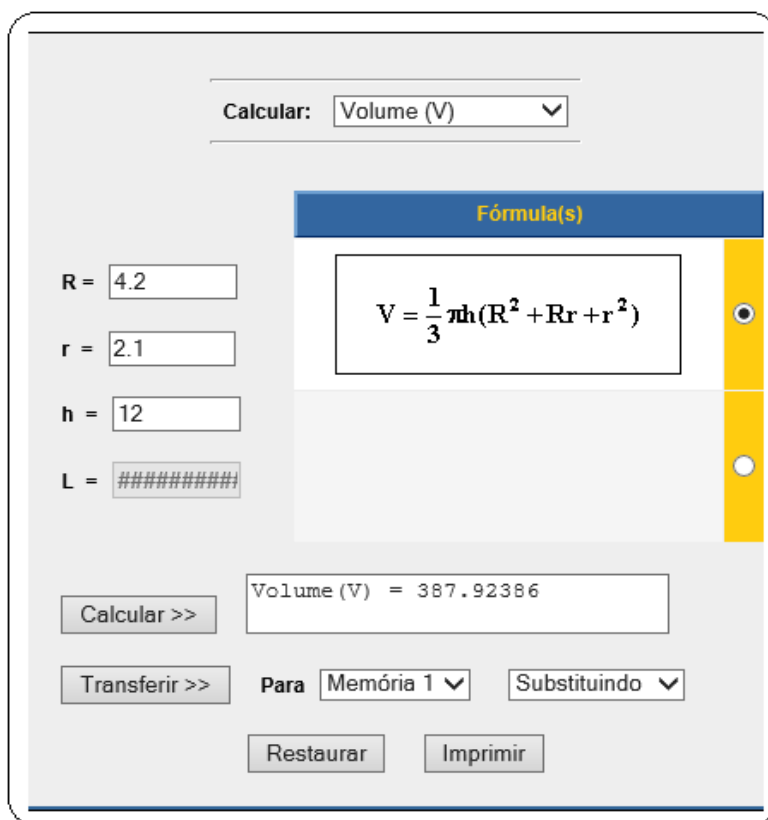 Calcular: Volume (V)
Fórmula(s)
R = 4.2
V = 1/3 πh(R² + Rr + r²)
r = 2.1
h = 12
L = #########
Calcular >> Volume(V) = 387.92386
Transferir >> Para Memória 1 Substituindo
Restaurar Imprimir